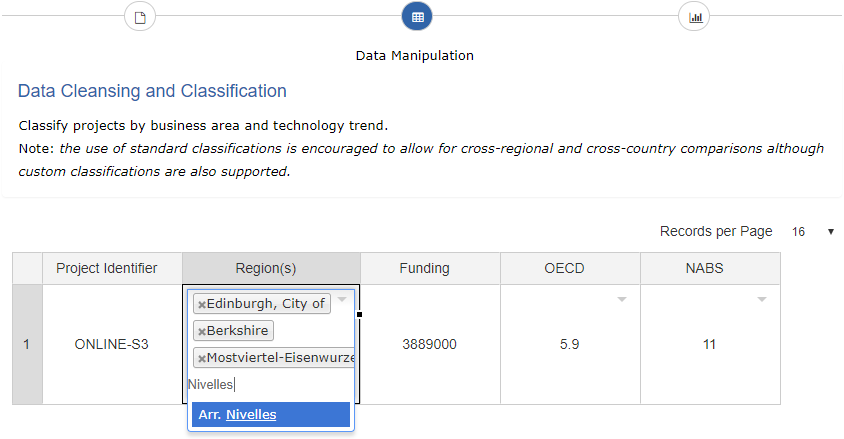 Data Manipulation
Data Cleansing and Classification
Classify projects by business area and technology trend.
Note: the use of standard classifications is encouraged to allow for cross-regional and cross-country comparisons although
custom classifications are also supported.
Records per Page 16
Project Identifier Region(s) Funding OECD NABS
×Edinburgh, City of
×Berkshire
1 ONLINE-S3 3889000 5.9 11
×Mostviertel-Eisenwurze
Nivelles
Arr. Nivelles